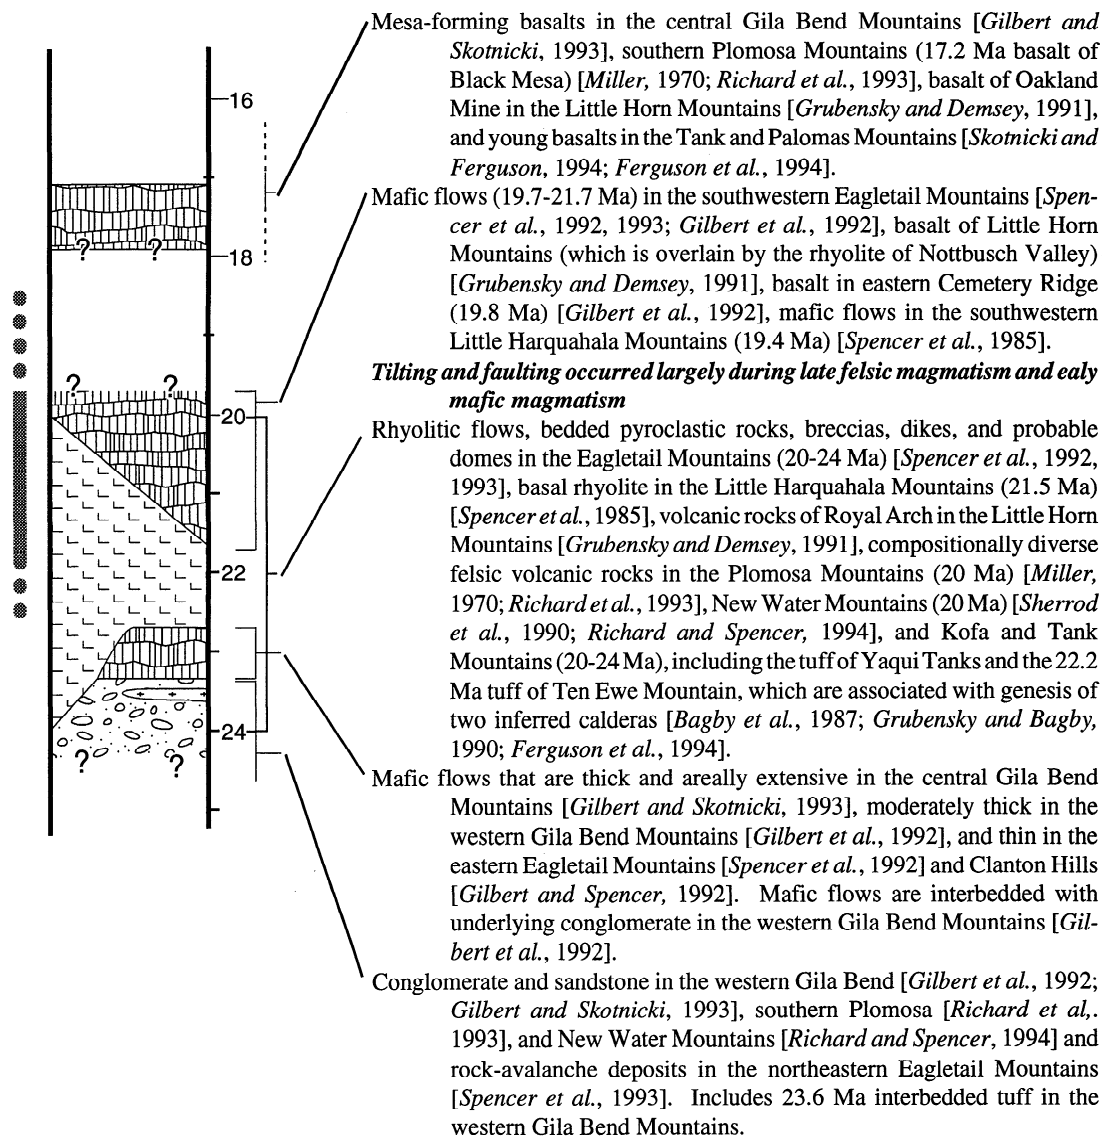 Mesa-forming basalts in the central Gila Bend Mountains [Gilbert and
Skotnicki, 1993], southern Plomosa Mountains (17.2 Ma basalt of
Black Mesa) [Miller, 1970; Richard et al., 1993], basalt of Oakland
Mine in the Little Horn Mountains [Grubensky and Demsey, 1991],
and young basalts in the Tank and Palomas Mountains [Skotnicki and
Ferguson, 1994; Ferguson et al., 1994].
Mafic flows (19.7-21.7 Ma) in the southwestern Eagletail Mountains [Spen-
cer et al., 1992, 1993; Gilbert et al., 1992], basalt of Little Horn
Mountains (which is overlain by the rhyolite of Nottbusch Valley)
[Grubensky and Demsey, 1991], basalt in eastern Cemetery Ridge
(19.8 Ma) [Gilbert et al., 1992], mafic flows in the southwestern
Little Harquahala Mountains (19.4 Ma) [Spencer et al., 1985].
Tilting and faulting occurred largely during late felsic magmatism and ealy
mafic magmatism
Rhyolitic flows, bedded pyroclastic rocks, breccias, dikes, and probable
domes in the Eagletail Mountains (20-24 Ma) [Spencer et al., 1992,
1993], basal rhyolite in the Little Harquahala Mountains (21.5 Ma)
[Spencer et al., 1985], volcanic rocks of Royal Arch in the Little Horn
Mountains [Grubensky and Demsey, 1991], compositionally diverse
felsic volcanic rocks in the Plomosa Mountains (20 Ma) [Miller,
1970; Richard et al., 1993], New Water Mountains (20 Ma) [Sherrod
et al., 1990; Richard and Spencer, 1994], and Kofa and Tank
Mountains (20-24 Ma), including the tuff of Yaqui Tanks and the 22.2
Ma tuff of Ten Ewe Mountain, which are associated with genesis of
two inferred calderas [Bagby et al., 1987; Grubensky and Bagby,
1990; Ferguson et al., 1994].
Mafic flows that are thick and areally extensive in the central Gila Bend
Mountains [Gilbert and Skotnicki, 1993], moderately thick in the
western Gila Bend Mountains [Gilbert et al., 1992], and thin in the
eastern Eagletail Mountains [Spencer et al., 1992] and Clanton Hills
[Gilbert and Spencer, 1992]. Mafic flows are interbedded with
underlying conglomerate in the western Gila Bend Mountains [Gil-
bert et al., 1992].
Conglomerate and sandstone in the western Gila Bend [Gilbert et al., 1992;
Gilbert and Skotnicki, 1993], southern Plomosa [Richard et al,.
1993], and New Water Mountains [Richard and Spencer, 1994] and
rock-avalanche deposits in the northeastern Eagletail Mountains
[Spencer et al., 1993]. Includes 23.6 Ma interbedded tuff in the
western Gila Bend Mountains.
16
? ?
18
? ?
20
22
24
? ?